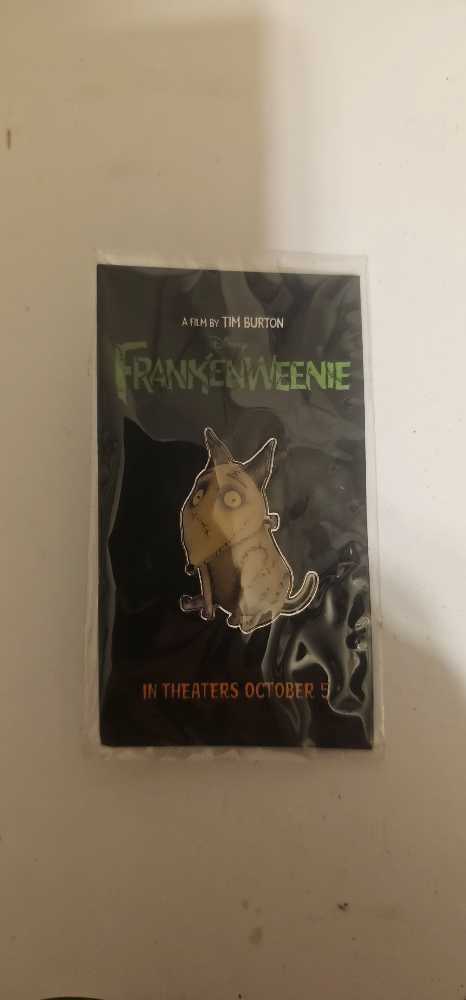 A FILM BY TIM BURTON
Disney
FRANKENWEENIE
IN THEATERS OCTOBER 5